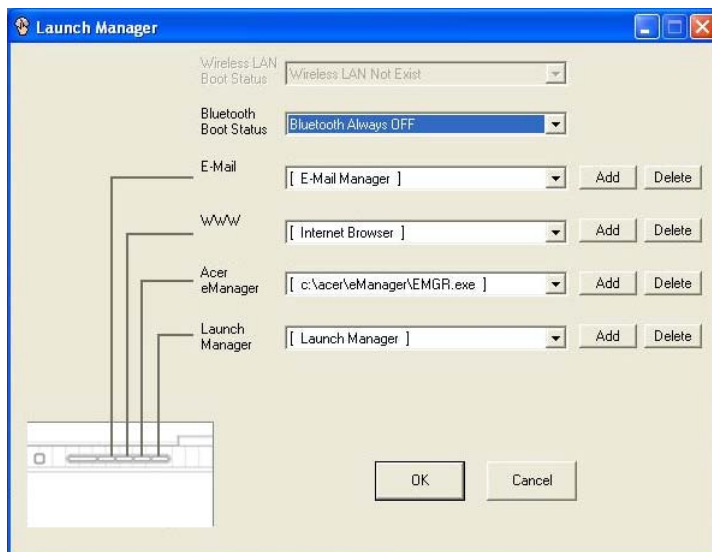 Launch Manager
Wireless LAN
Boot Status
Wireless LAN Not Exist
Bluetooth
Boot Status
Bluetooth Always OFF
E-Mail
[ E-Mail Manager ]
Add
Delete
WWW
[ Internet Browser ]
Add
Delete
Acer
eManager
[ c:\acer\eManager\EMGR.exe ]
Add
Delete
Launch
Manager
[ Launch Manager ]
Add
Delete
OK
Cancel